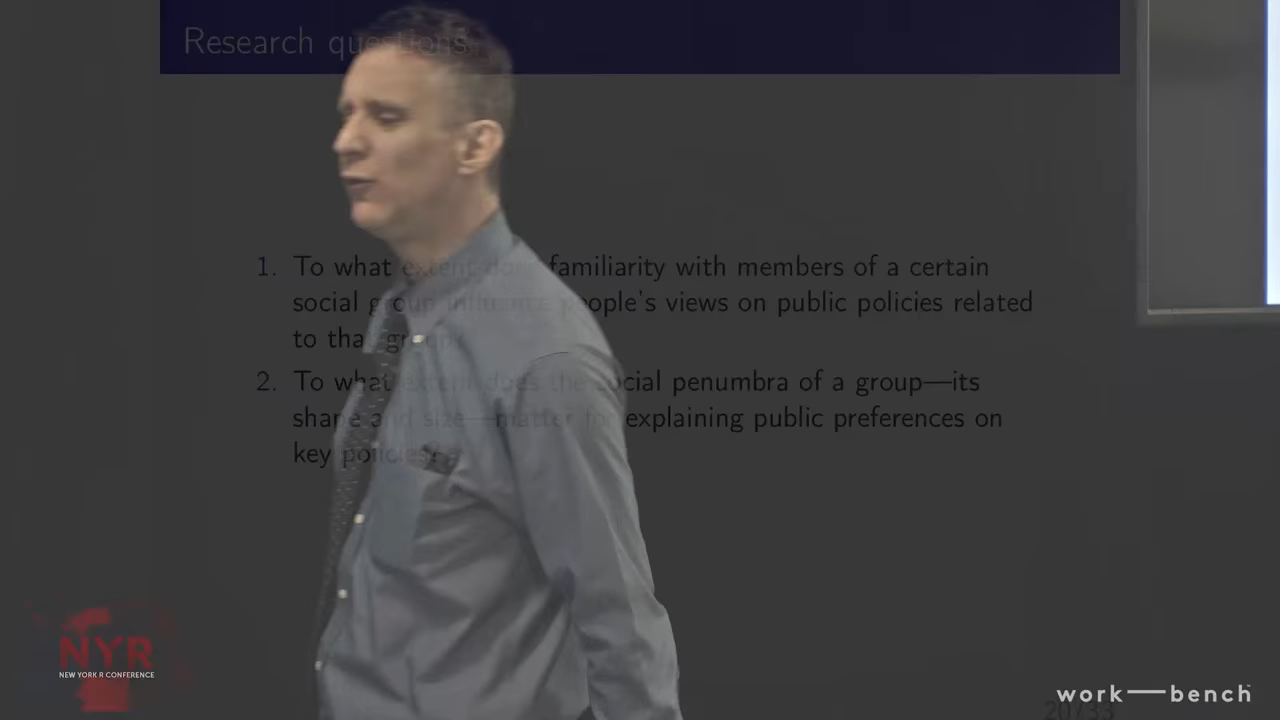 Research questions
1. To what extent does familiarity with members of a certain
social group influence people's views on public policies related
to that group?
2. To what extent does the social penumbra of a group—its
shape and size—matter for explaining public preferences on
key policies?
NYR
NEW YORK R CONFERENCE
work—bench
20/33